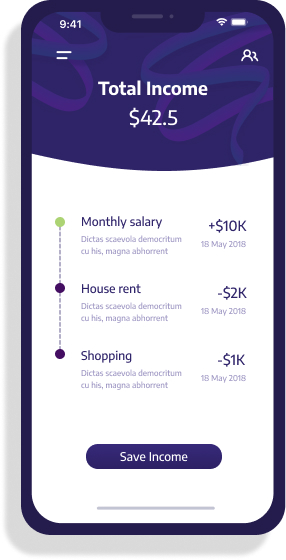 9:41
Total Income
$42.5
Monthly salary
+$10K
Dictas scaevola democritum
cu his, magna abhorrent
18 May 2018
House rent
-$2K
Dictas scaevola democritum
cu his, magna abhorrent
18 May 2018
Shopping
-$1K
Dictas scaevola democritum
cu his, magna abhorrent
18 May 2018
Save Income